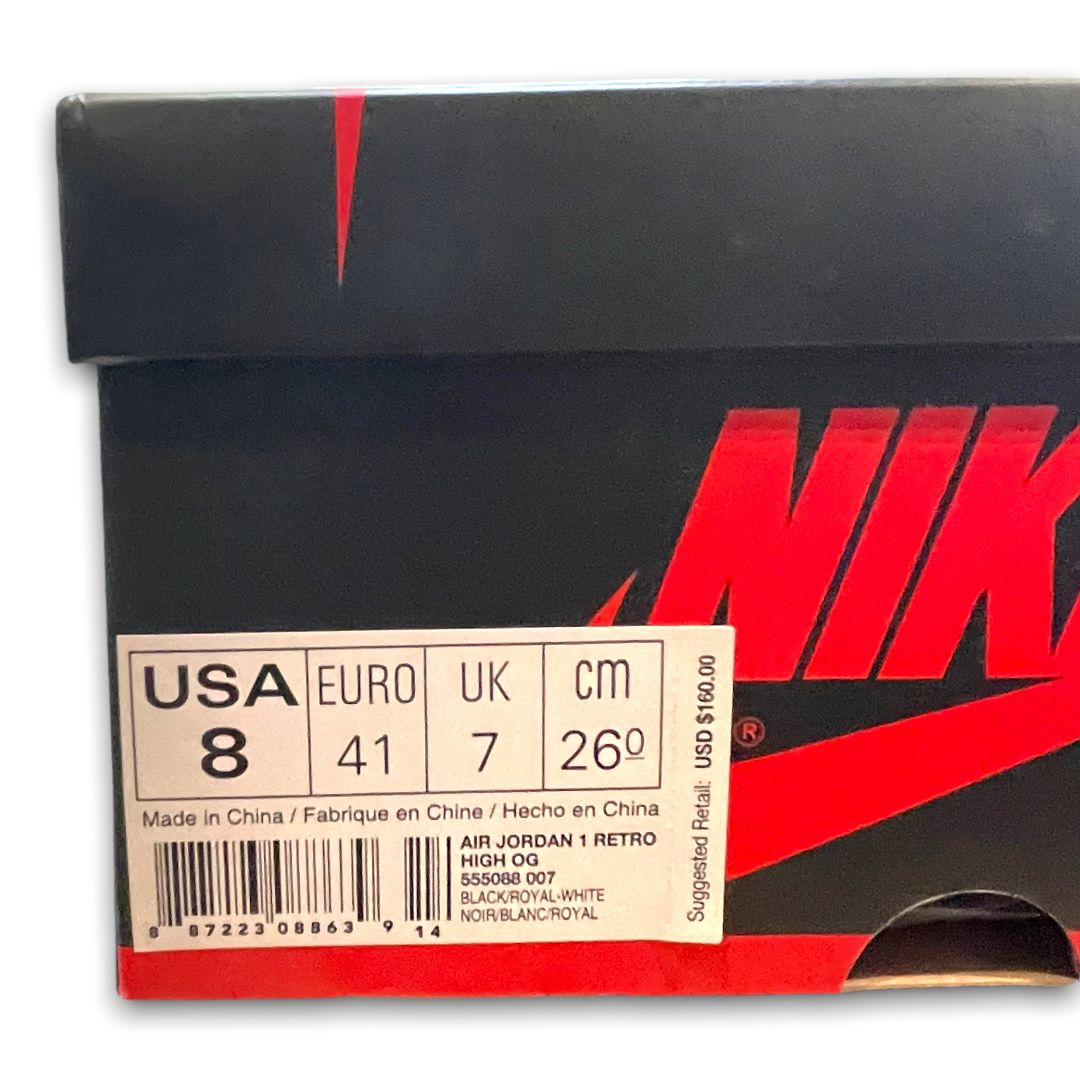 NIK
®
USA EURO UK cm
8 41 7 26º
Made in China / Fabrique en Chine / Hecho en China
AIR JORDAN 1 RETRO
HIGH OG
555088 007
BLACK/ROYAL-WHITE
NOIR/BLANC/ROYAL
8 87223 08863 9 14
Suggested Retail: USD $160.00